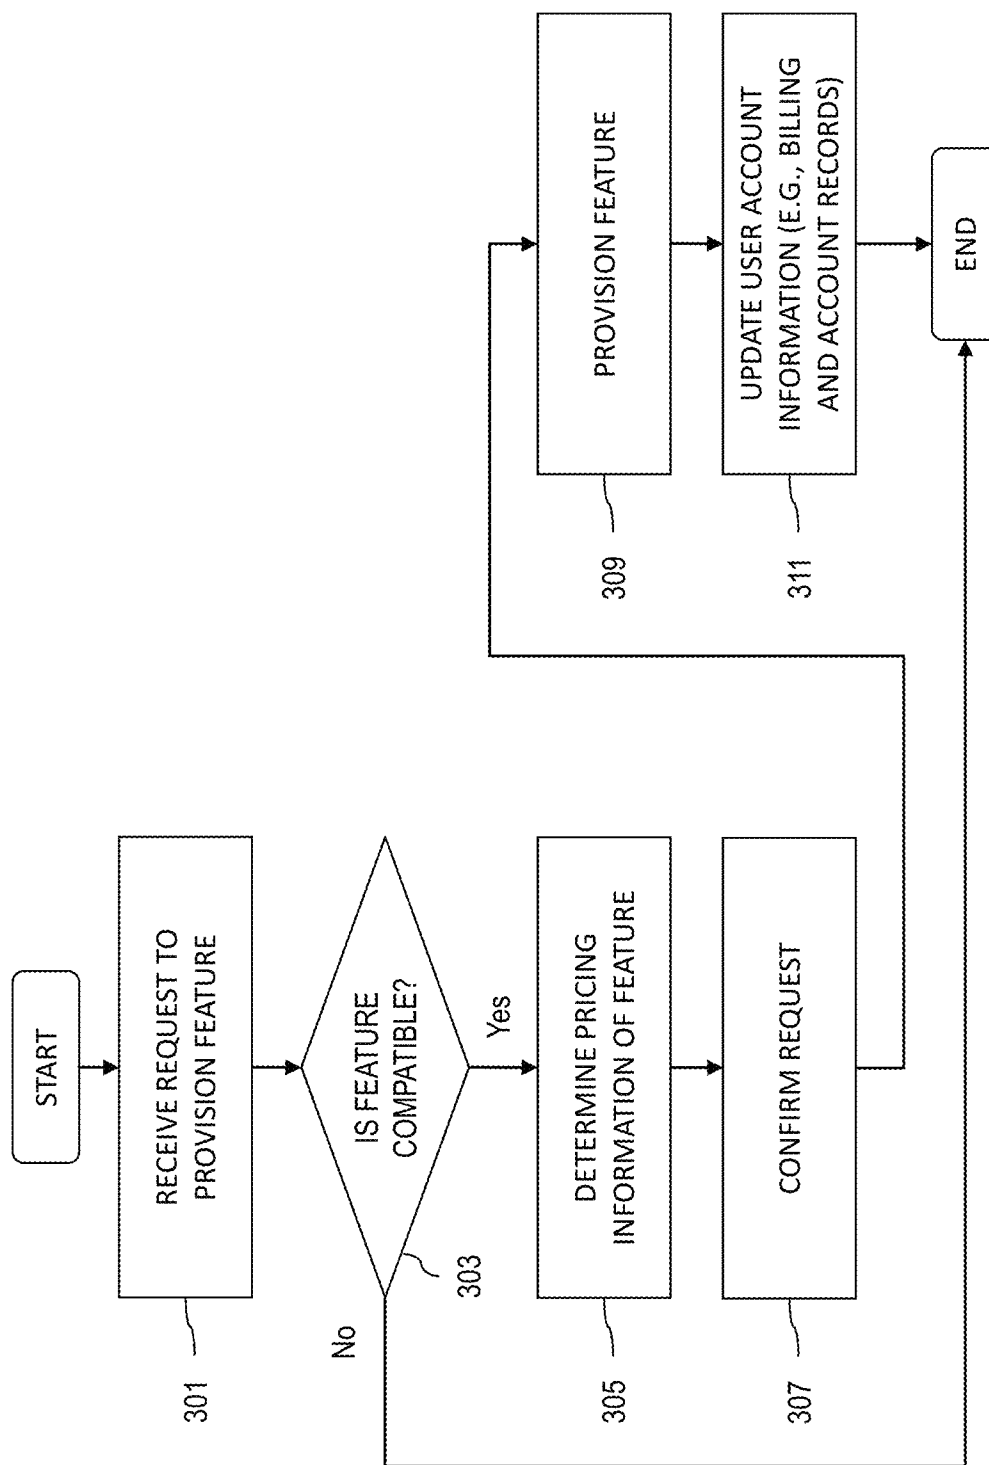 START
RECEIVE REQUEST TO
PROVISION FEATURE
301
IS FEATURE
COMPATIBLE?
303
No
Yes
DETERMINE PRICING
INFORMATION OF FEATURE
305
CONFIRM REQUEST
307
PROVISION FEATURE
309
UPDATE USER ACCOUNT
INFORMATION (E.G., BILLING
AND ACCOUNT RECORDS)
311
END